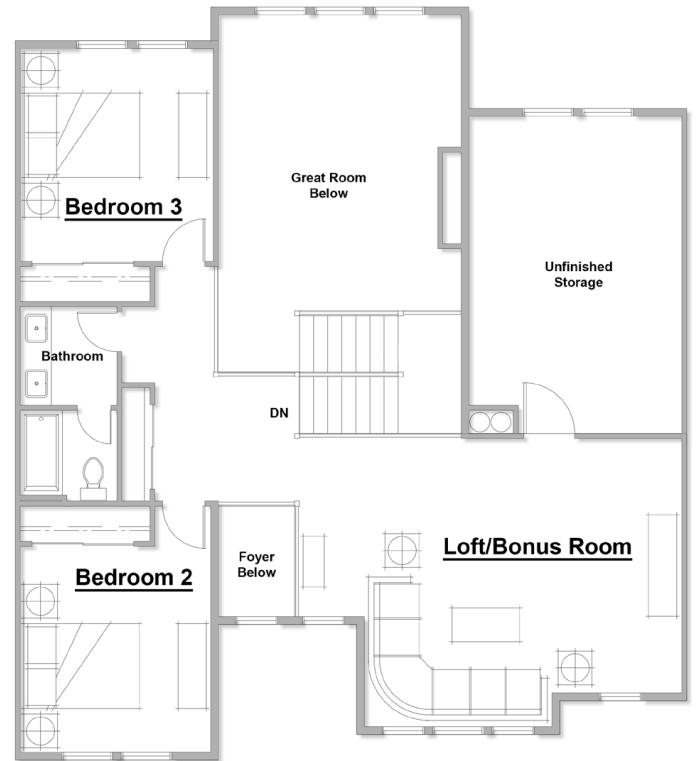 Great Room
Below
Bedroom 3
Unfinished
Storage
Bathroom
DN
Foyer
Below
Loft/Bonus Room
Bedroom 2